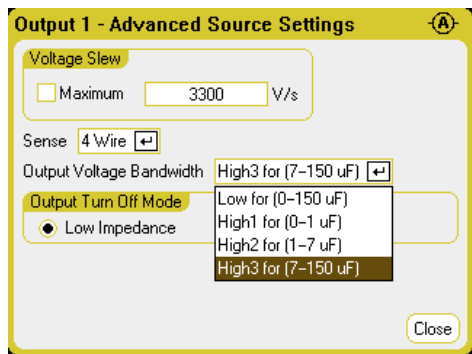 Output 1 - Advanced Source Settings A
Voltage Slew
Maximum 3300 V/s
Sense 4 Wire
Output Voltage Bandwidth High3 for (7-150 uF)
Output Turn Off Mode
Low Impedance
Low for (0-150 uF)
High1 for (0-1 uF)
High2 for (1-7 uF)
High3 for (7-150 uF)
Close